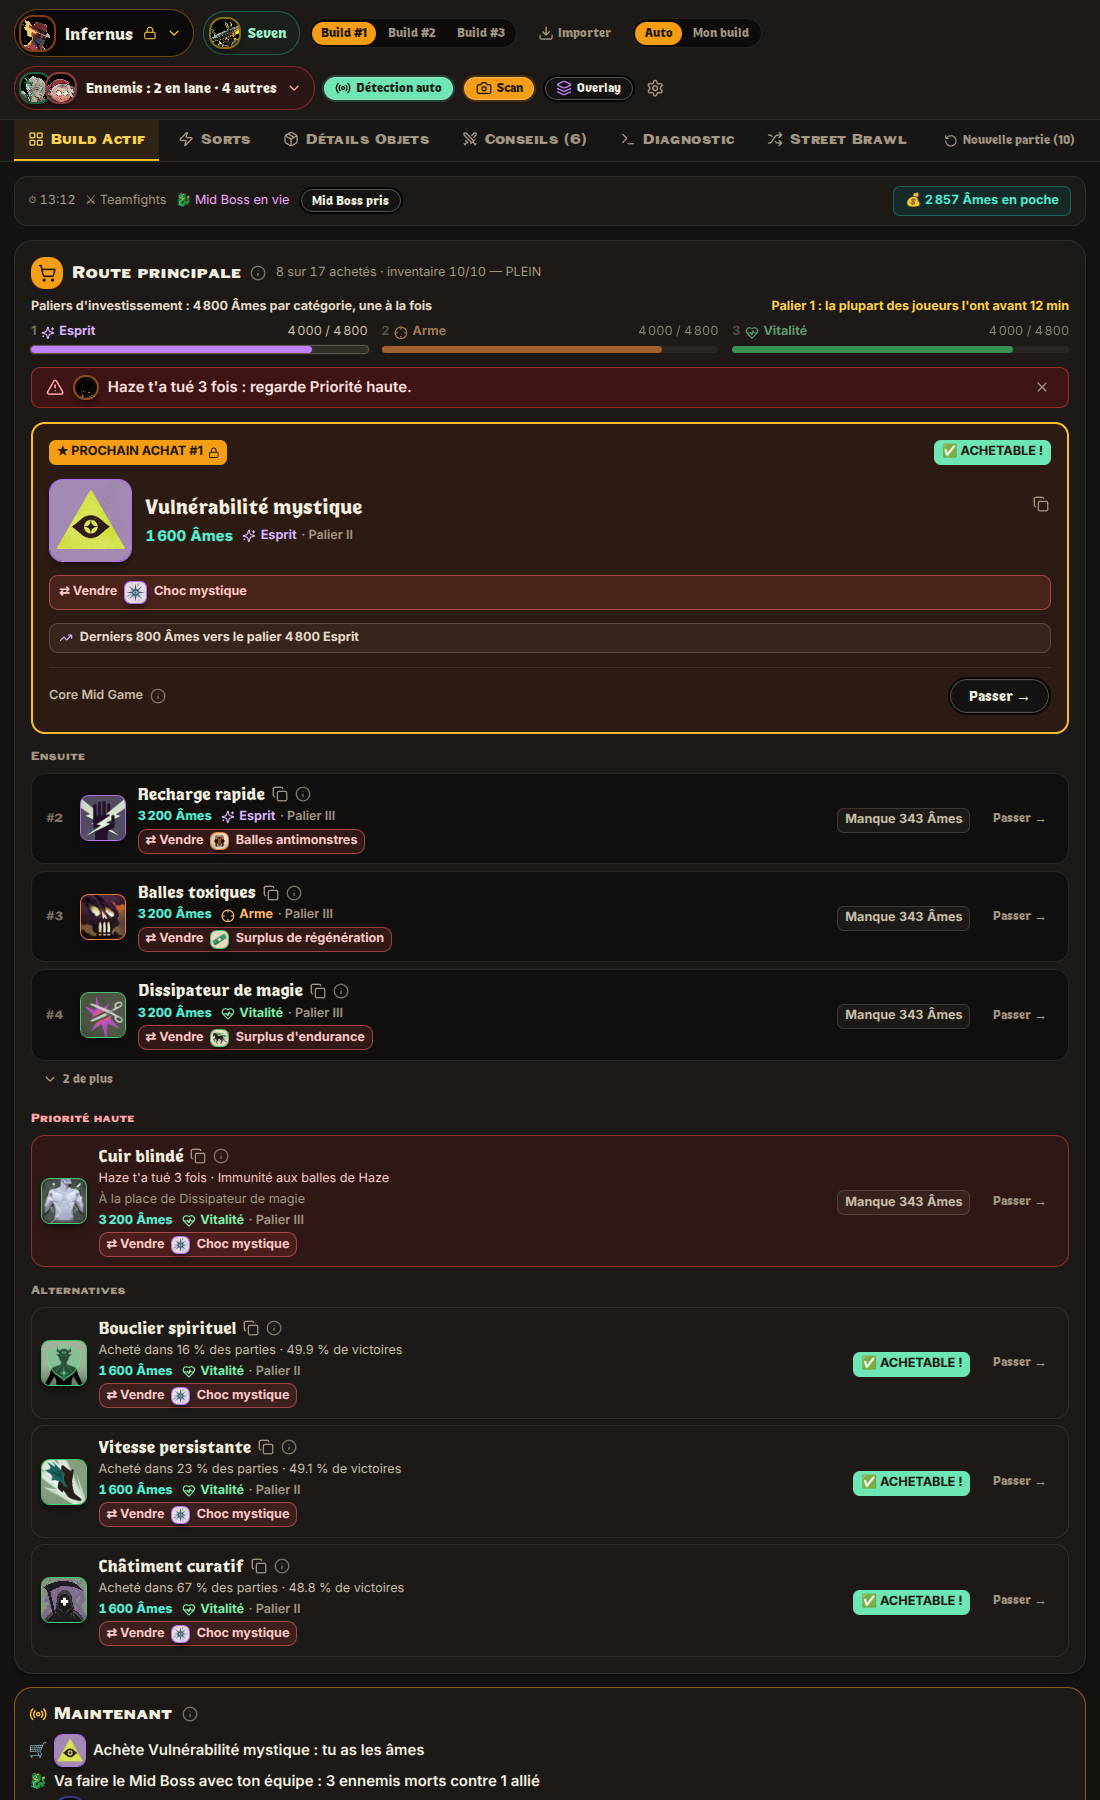 Infernus
Seven
Build #1 Build #2 Build #3
Importer
Auto Mon build
Ennemis : 2 en lane · 4 autres
Détection auto
Scan
Overlay
Build Actif
Sorts
Détails Objets
Conseils (6)
Diagnostic
Street Brawl
Nouvelle partie (10)
13:12 Teamfights Mid Boss en vie Mid Boss pris
2 857 Âmes en poche
Route principale 8 sur 17 achetés · inventaire 10/10 — PLEIN
Paliers d'investissement : 4 800 Âmes par catégorie, une à la fois
Palier 1 : la plupart des joueurs l'ont avant 12 min
1 Esprit 4 000 / 4 800
2 Arme 4 000 / 4 800
3 Vitalité 4 000 / 4 800
Haze t'a tué 3 fois : regarde Priorité haute.
★ PROCHAIN ACHAT #1
✅ ACHETABLE !
Vulnérabilité mystique
1 600 Âmes Esprit · Palier II
⇄ Vendre Choc mystique
Derniers 800 Âmes vers le palier 4 800 Esprit
Core Mid Game
Passer →
Ensuite
#2
Recharge rapide
3 200 Âmes Esprit · Palier III
⇄ Vendre Balles antimonstres
Manque 343 Âmes
Passer →
#3
Balles toxiques
3 200 Âmes Arme · Palier III
⇄ Vendre Surplus de régénération
Manque 343 Âmes
Passer →
#4
Dissipateur de magie
3 200 Âmes Vitalité · Palier III
⇄ Vendre Surplus d'endurance
Manque 343 Âmes
Passer →
2 de plus
Priorité haute
Cuir blindé
Haze t'a tué 3 fois · Immunité aux balles de Haze
À la place de Dissipateur de magie
3 200 Âmes Vitalité · Palier III
⇄ Vendre Choc mystique
Manque 343 Âmes
Passer →
Alternatives
Bouclier spirituel
Acheté dans 16 % des parties · 49.9 % de victoires
1 600 Âmes Vitalité · Palier II
⇄ Vendre Choc mystique
✅ ACHETABLE !
Passer →
Vitesse persistante
Acheté dans 23 % des parties · 49.1 % de victoires
1 600 Âmes Vitalité · Palier II
⇄ Vendre Choc mystique
✅ ACHETABLE !
Passer →
Châtiment curatif
Acheté dans 67 % des parties · 48.8 % de victoires
1 600 Âmes Vitalité · Palier II
⇄ Vendre Choc mystique
✅ ACHETABLE !
Passer →
Maintenant
Achète Vulnérabilité mystique : tu as les âmes
Va faire le Mid Boss avec ton équipe : 3 ennemis morts contre 1 allié